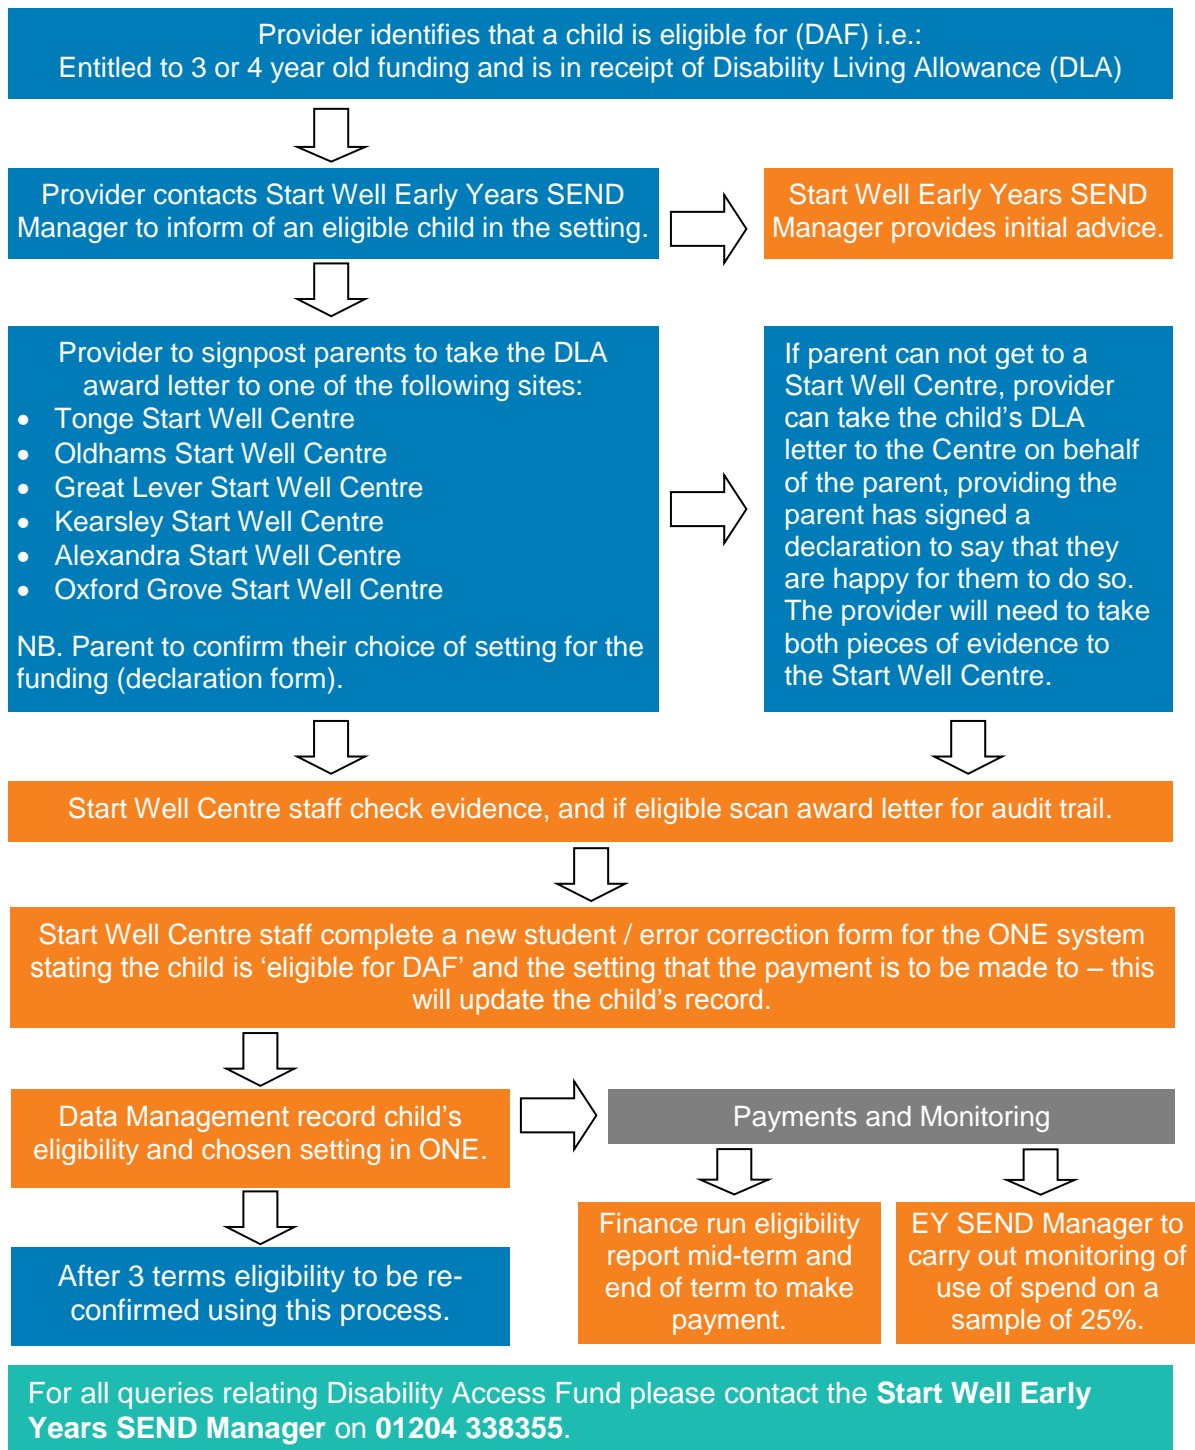 Provider identifies that a child is eligible for (DAF) i.e.:
Entitled to 3 or 4 year old funding and is in receipt of Disability Living Allowance (DLA)
Provider contacts Start Well Early Years SEND
Manager to inform of an eligible child in the setting.
Start Well Early Years SEND
Manager provides initial advice.
Provider to signpost parents to take the DLA
award letter to one of the following sites:
• Tonge Start Well Centre
• Oldhams Start Well Centre
• Great Lever Start Well Centre
• Kearsley Start Well Centre
• Alexandra Start Well Centre
• Oxford Grove Start Well Centre
NB. Parent to confirm their choice of setting for the
funding (declaration form).
If parent can not get to a
Start Well Centre, provider
can take the child’s DLA
letter to the Centre on behalf
of the parent, providing the
parent has signed a
declaration to say that they
are happy for them to do so.
The provider will need to take
both pieces of evidence to
the Start Well Centre.
Start Well Centre staff check evidence, and if eligible scan award letter for audit trail.
Start Well Centre staff complete a new student / error correction form for the ONE system
stating the child is ‘eligible for DAF’ and the setting that the payment is to be made to – this
will update the child’s record.
Data Management record child’s
eligibility and chosen setting in ONE.
Payments and Monitoring
After 3 terms eligibility to be re-
confirmed using this process.
Finance run eligibility
report mid-term and
end of term to make
payment.
EY SEND Manager to
carry out monitoring of
use of spend on a
sample of 25%.
For all queries relating Disability Access Fund please contact the Start Well Early
Years SEND Manager on 01204 338355.